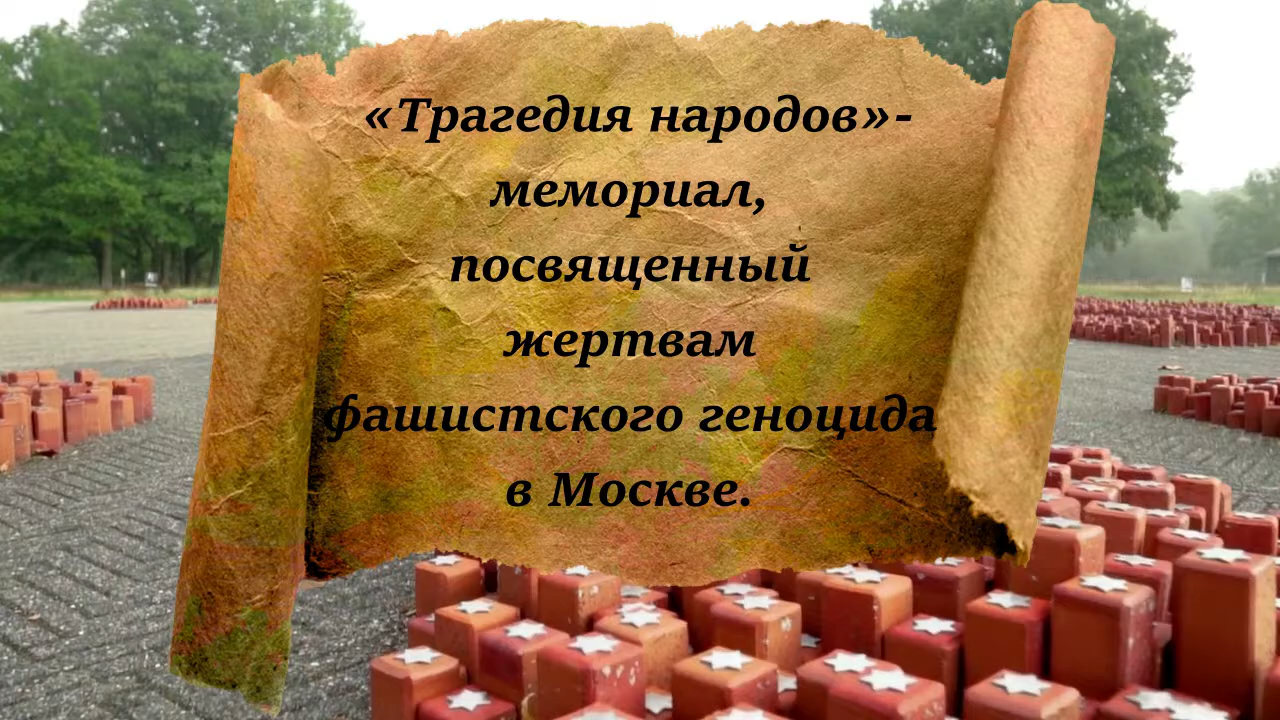 «Трагедия народов»-
мемориал,
посвященный
жертвам
фашистского геноцида
в Москве.